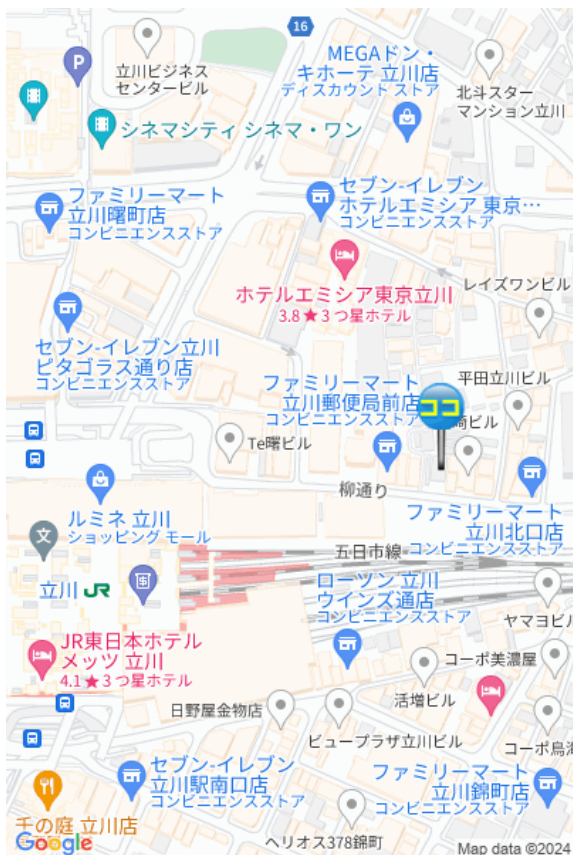 16
MEGAドン・
キホーテ 立川店
ディスカウント ストア
P
立川ビジネス
センタービル
北斗スター
マンション立川
シネマシティ シネマ・ワン
ファミリーマート
立川曙町店
コンビニエンスストア
セブン-イレブン
ホテルエミシア 東京…
コンビニエンスストア
レイズワンビル
ホテルエミシア東京立川
3.8★3 つ星ホテル
セブン-イレブン立川
ピタゴラス通り店
コンビニエンスストア
ファミリーマート
立川郵便局前店
コンビニエンスストア
平田立川ビル
ココ
崎ビル
Te曙ビル
柳通り
ルミネ 立川
ショッピング モール
ファミリーマート
立川北口店
コンビニエンスストア
文
五日市線
立川 JR
ローソン 立川
ウインズ通店
コンビニエンスストア
ヤマヨビル
JR東日本ホテル
メッツ 立川
4.1★3 つ星ホテル
コーポ美濃屋
活増ビル
日野屋金物店
ビュープラザ立川ビル
コーポ鳥海
セブン-イレブン
立川駅南口店
コンビニエンスストア
ファミリーマート
立川錦町店
コンビニエンスストア
千の庭 立川店
ヘリオス378錦町
Google
Map data ©2024